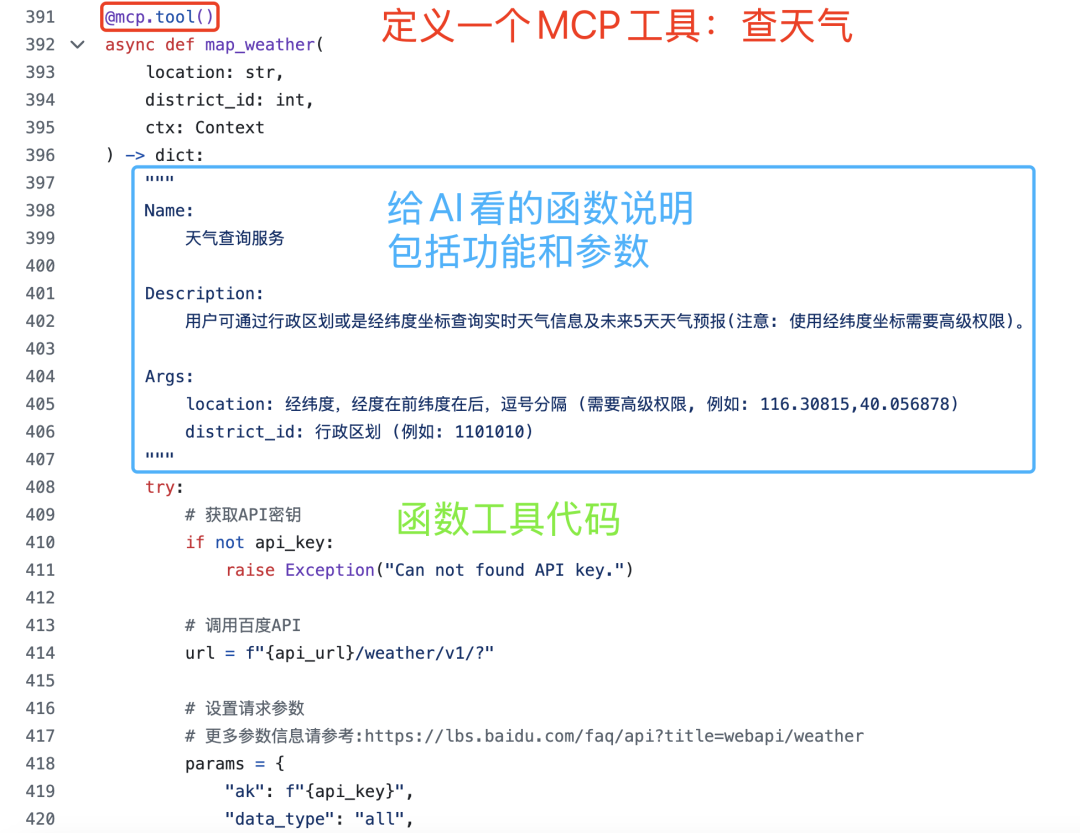 391 @mcp.tool() 定义一个MCP工具：查天气
392 async def map_weather(
393 location: str,
394 district_id: int,
395 ctx: Context
396 ) -> dict:
397 """
398 Name: 给AI看的函数说明
399 天气查询服务 包括功能和参数
400
401 Description:
402 用户可通过行政区划或是经纬度坐标查询实时天气信息及未来5天天气预报(注意: 使用经纬度坐标需要高级权限)。
403
404 Args:
405 location: 经纬度，经度在前纬度在后，逗号分隔 (需要高级权限, 例如: 116.30815,40.056878)
406 district_id: 行政区划 (例如: 1101010)
407 """
408 try:
409 # 获取API密钥 函数工具代码
410 if not api_key:
411 raise Exception("Can not found API key.")
412
413 # 调用百度API
414 url = f"{api_url}/weather/v1/?"
415
416 # 设置请求参数
417 # 更多参数信息请参考:https://lbs.baidu.com/faq/api?title=webapi/weather
418 params = {
419 "ak": f"{api_key}",
420 "data_type": "all",